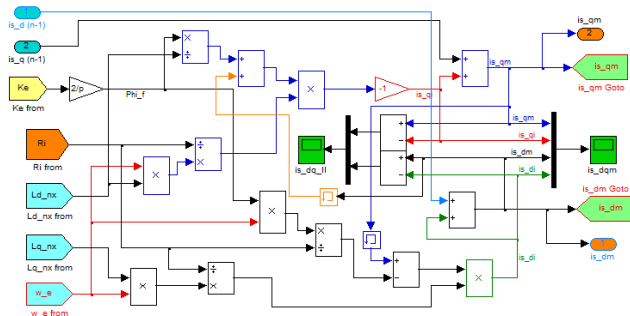 1
is_d (n-1)
2
is_q (n-1)
is_qm
2
is_qm
is_qm
is_qm Goto
Ke
Ke from
2/p
Phi_f
-1
is_qi
Ri
Ri from
is_dq_II
is_qm
is_qi
is_dm
is_di
is_dqm
Ld_nx
Ld_nx from
is_dm Goto
is_dm
is_dm
Lq_nx
Lq_nx from
is_di
1
is_dm
w_e
w_e from